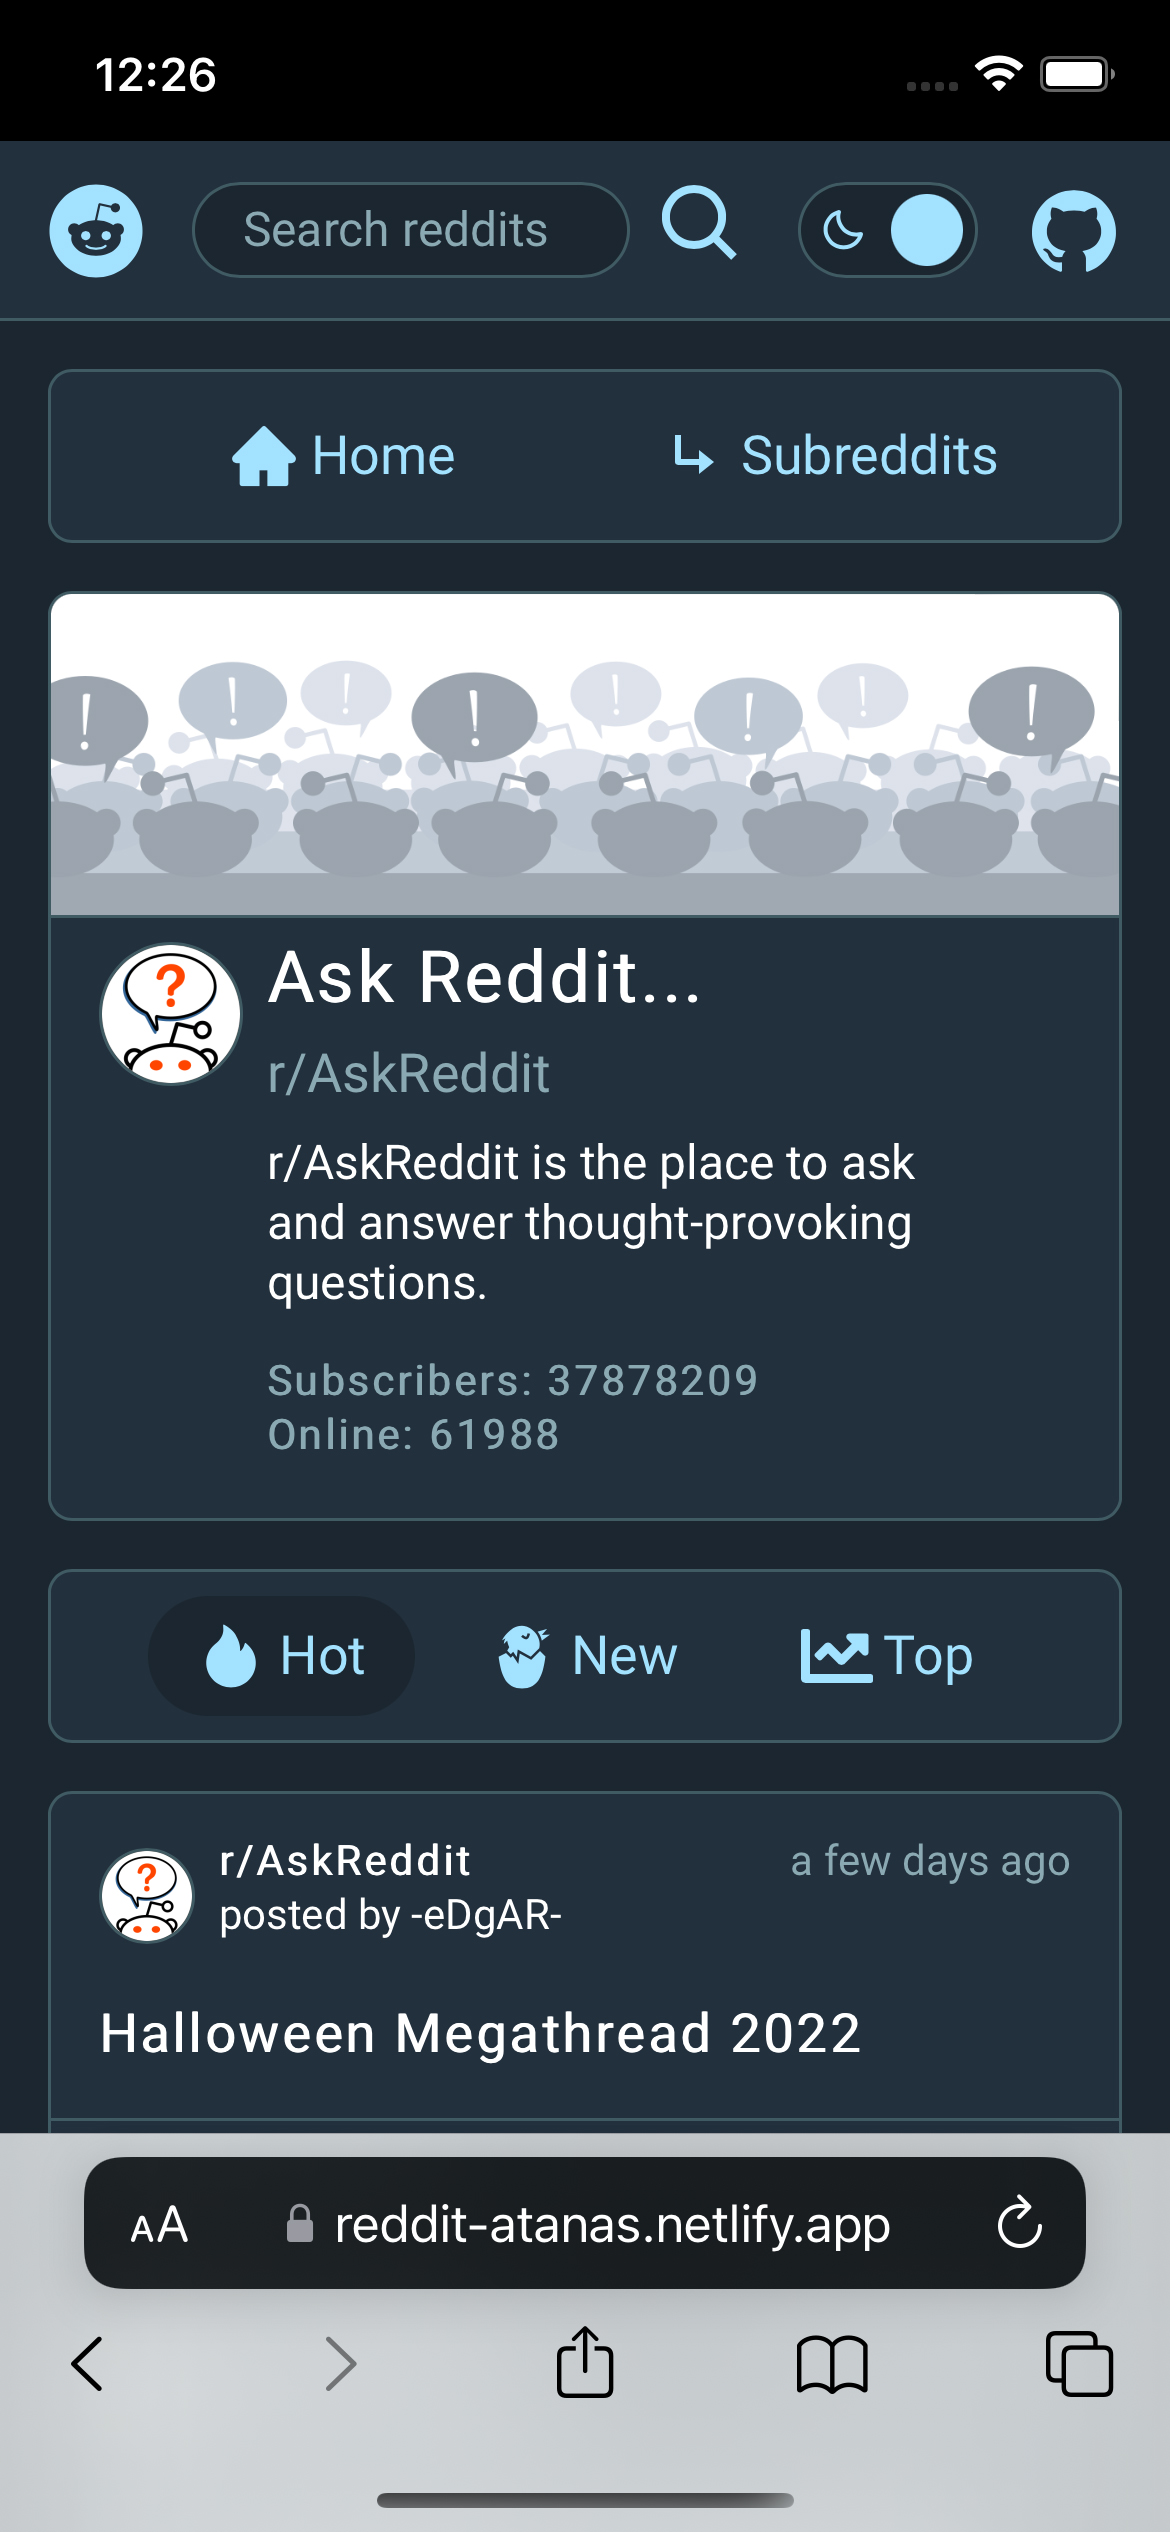 12:26
Search reddits
Home
Subreddits
! ! ! ! ! ! ! !
Ask Reddit...
?
r/AskReddit
r/AskReddit is the place to ask
and answer thought-provoking
questions.
Subscribers: 37878209
Online: 61988
Hot
New
Top
?
r/AskReddit
a few days ago
posted by -eDgAR-
Halloween Megathread 2022
AA
reddit-atanas.netlify.app